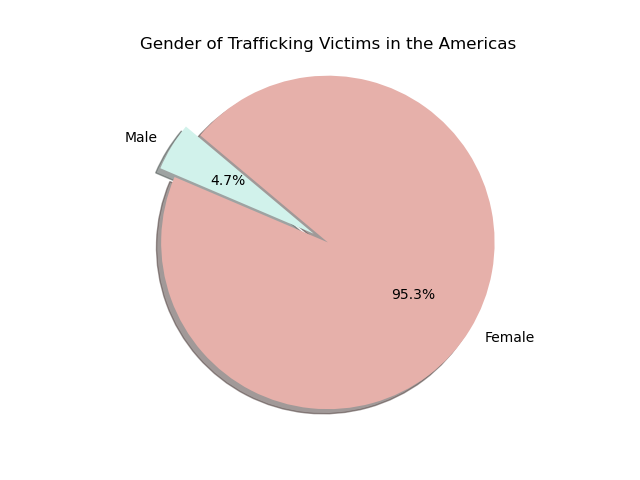 Gender of Trafficking Victims in the Americas
Male
4.7%
95.3%
Female